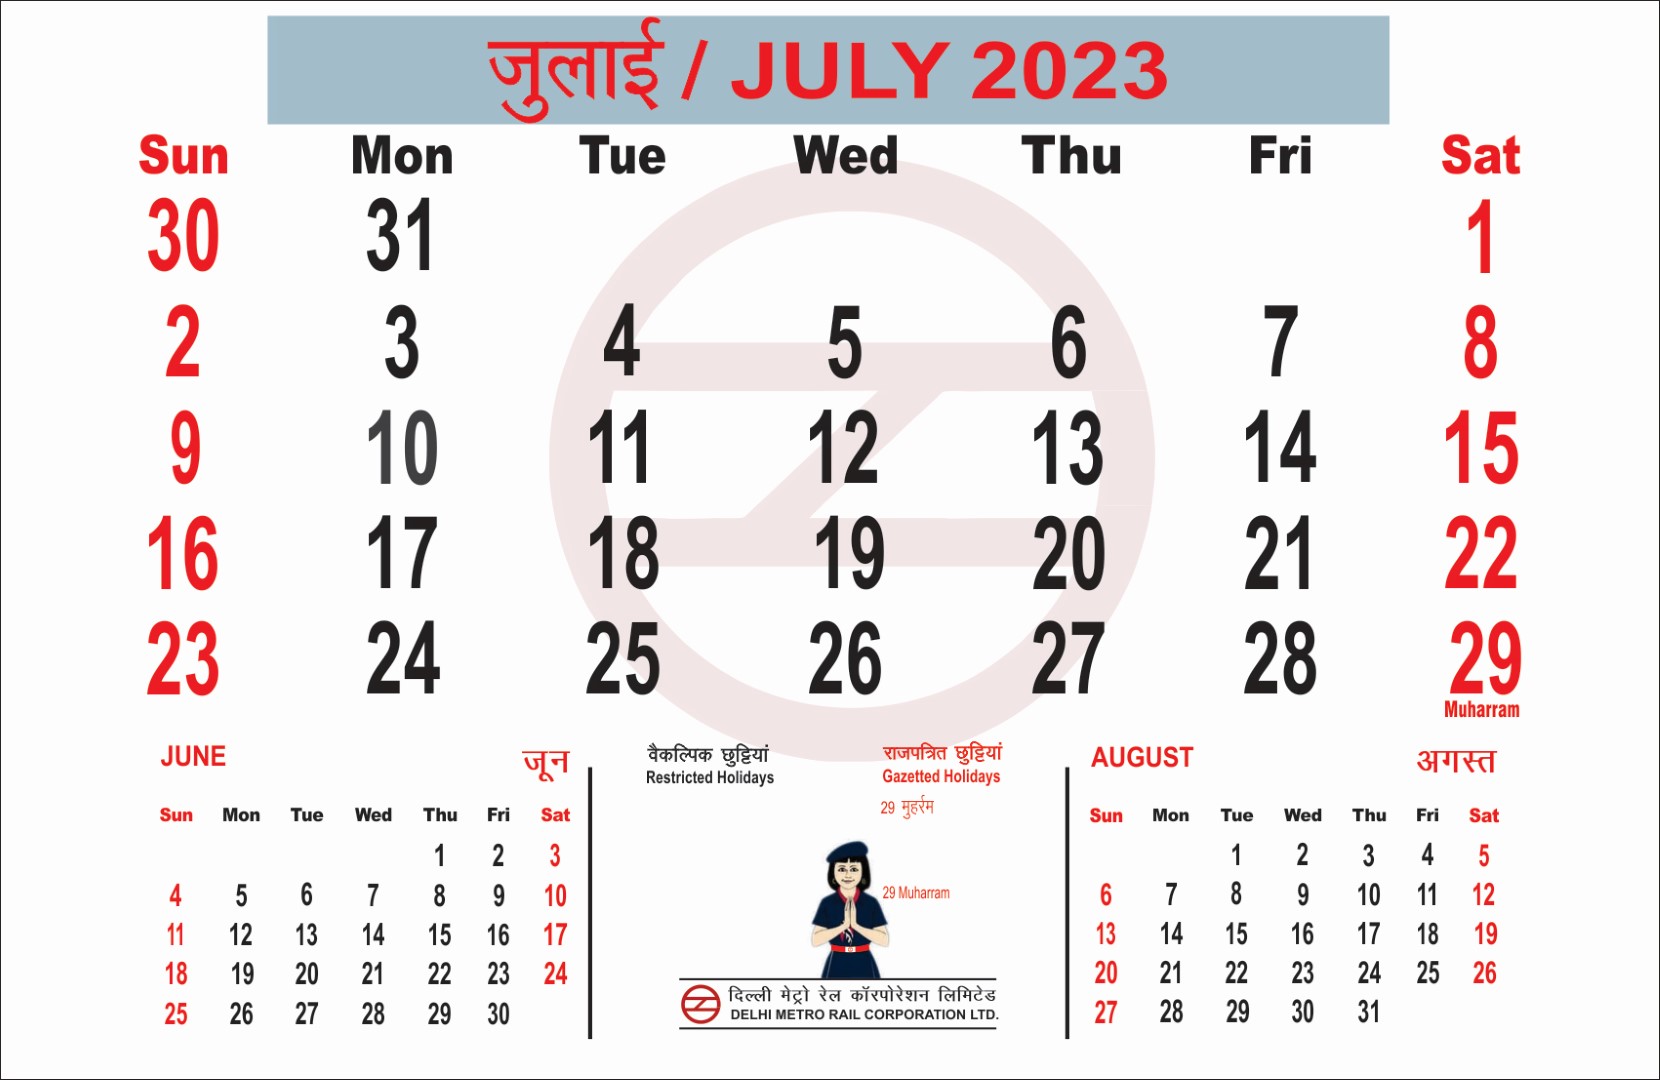 जुलाई / JULY 2023
Sun Mon Tue Wed Thu Fri Sat
30 31 1
2 3 4 5 6 7 8
9 10 11 12 13 14 15
16 17 18 19 20 21 22
23 24 25 26 27 28 29
Muharram
JUNE जून
Sun Mon Tue Wed Thu Fri Sat
1 2 3
4 5 6 7 8 9 10
11 12 13 14 15 16 17
18 19 20 21 22 23 24
25 26 27 28 29 30
वैकल्पिक छुट्टियां
Restricted Holidays
राजपत्रित छुट्टियां
Gazetted Holidays
29 मुहर्रम
29 Muharram
दिल्ली मेट्रो रेल कॉरपोरेशन लिमिटेड
DELHI METRO RAIL CORPORATION LTD.
AUGUST अगस्त
Sun Mon Tue Wed Thu Fri Sat
1 2 3 4 5
6 7 8 9 10 11 12
13 14 15 16 17 18 19
20 21 22 23 24 25 26
27 28 29 30 31